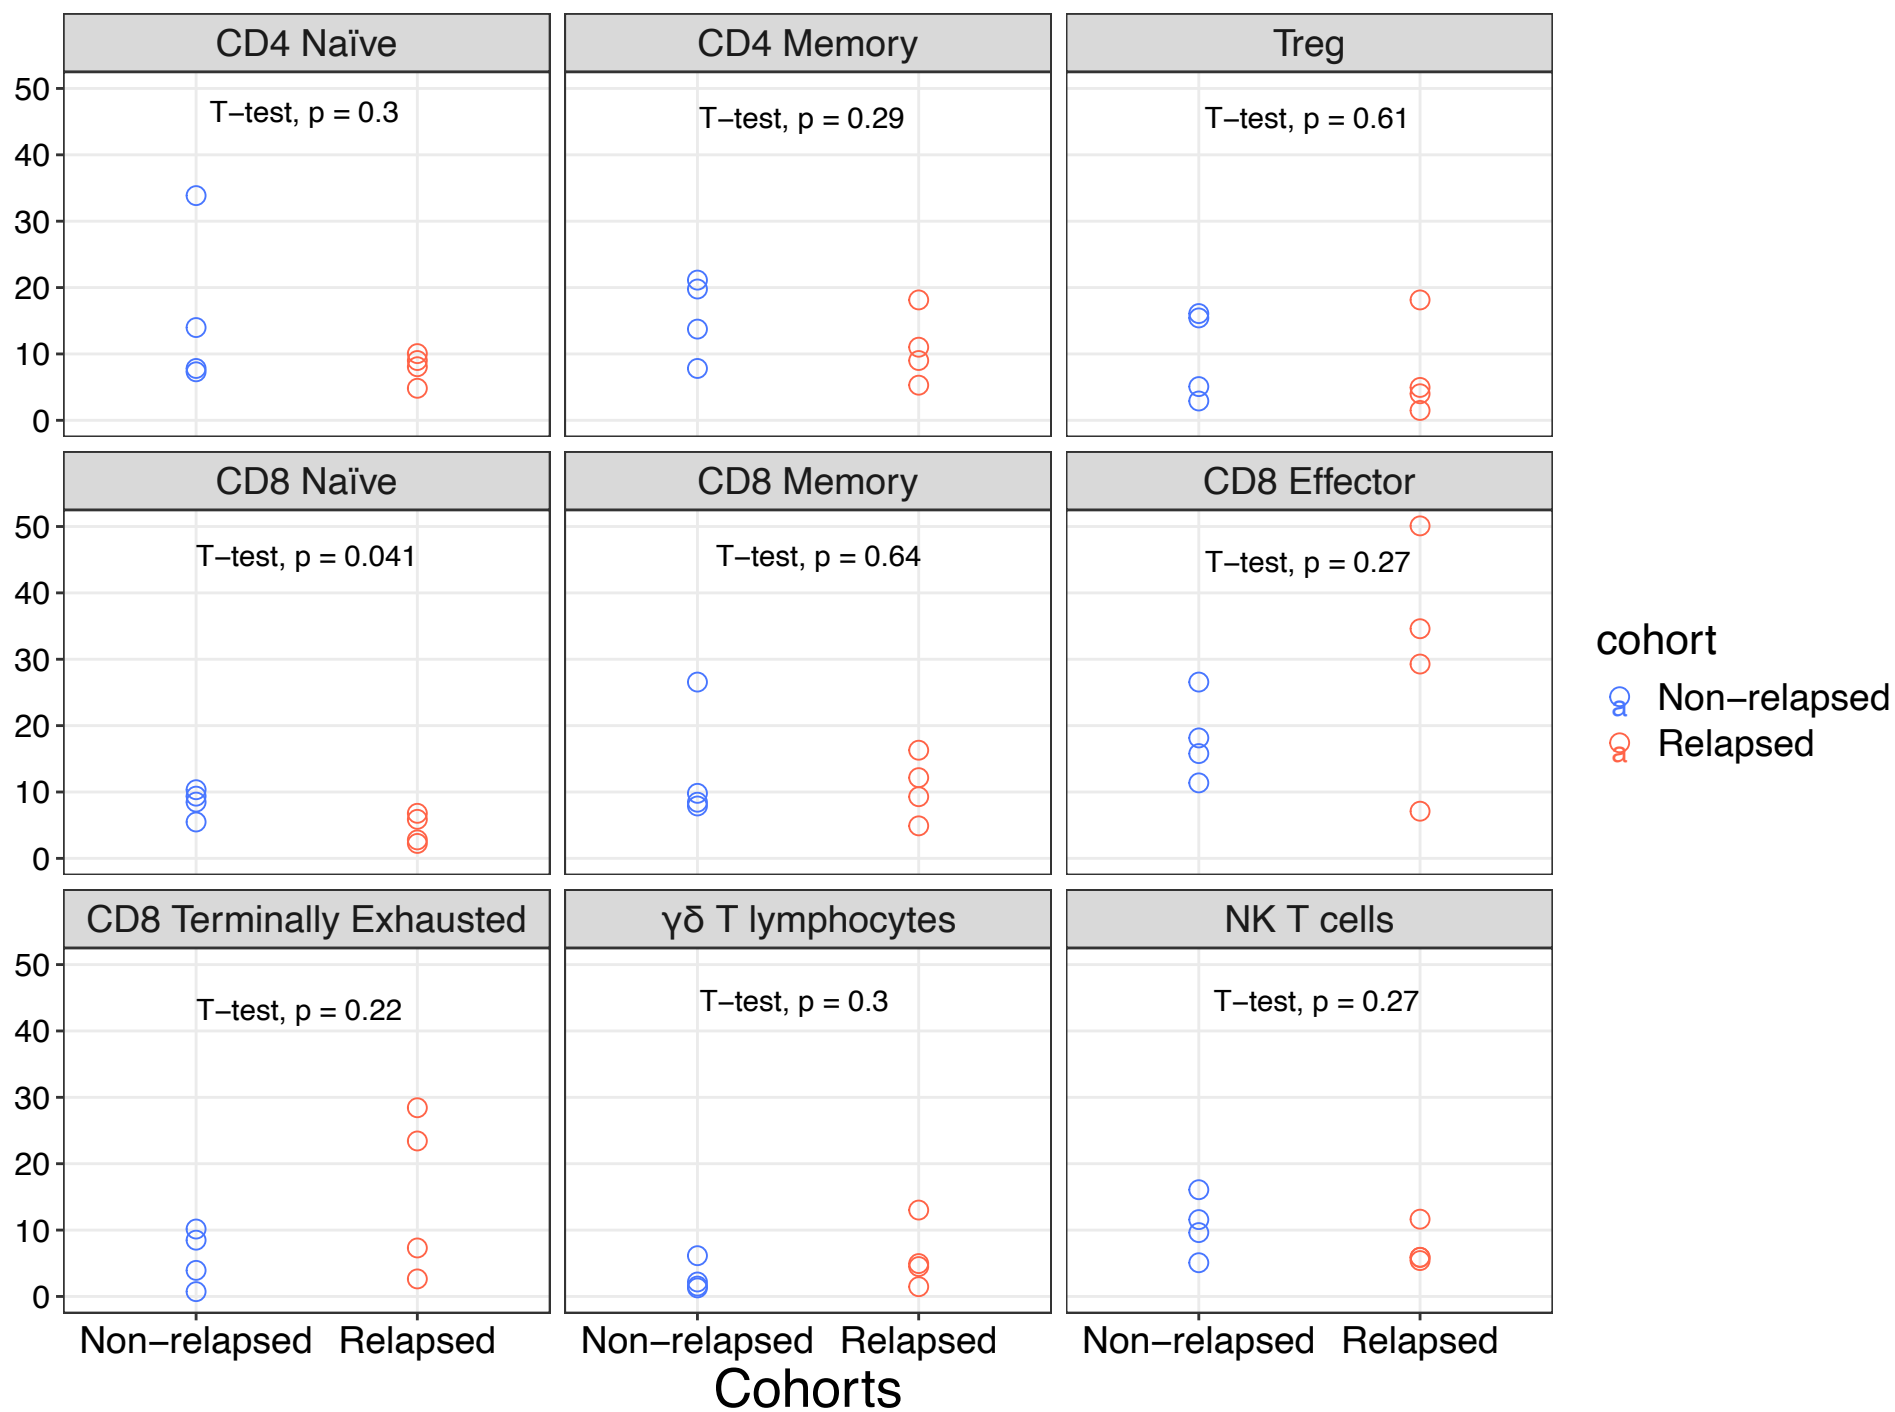 CD4 Naïve
CD4 Memory
Treg
50
40
30
20
10
0
T−test, p = 0.3
T−test, p = 0.29
T−test, p = 0.61
CD8 Naïve
CD8 Memory
CD8 Effector
50
40
30
20
10
0
T−test, p = 0.041
T−test, p = 0.64
T−test, p = 0.27
CD8 Terminally Exhausted
γδ T lymphocytes
NK T cells
50
40
30
20
10
0
T−test, p = 0.22
T−test, p = 0.3
T−test, p = 0.27
Non−relapsed Relapsed
Non−relapsed Relapsed
Non−relapsed Relapsed
Cohorts
cohort
a Non−relapsed
a Relapsed